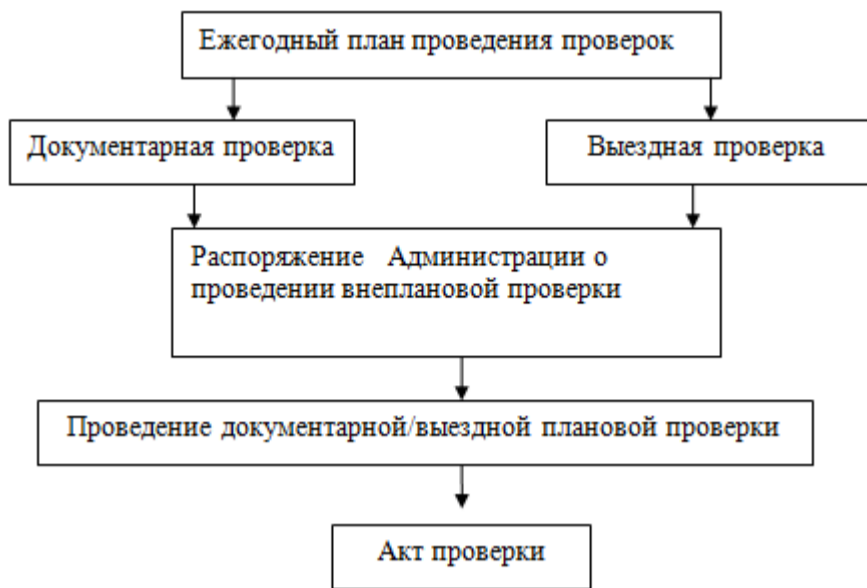 Ежегодный план проведения проверок
Документарная проверка
Выездная проверка
Распоряжение Администрации о
проведении внеплановой проверки
Проведение документарной/выездной плановой проверки
Акт проверки